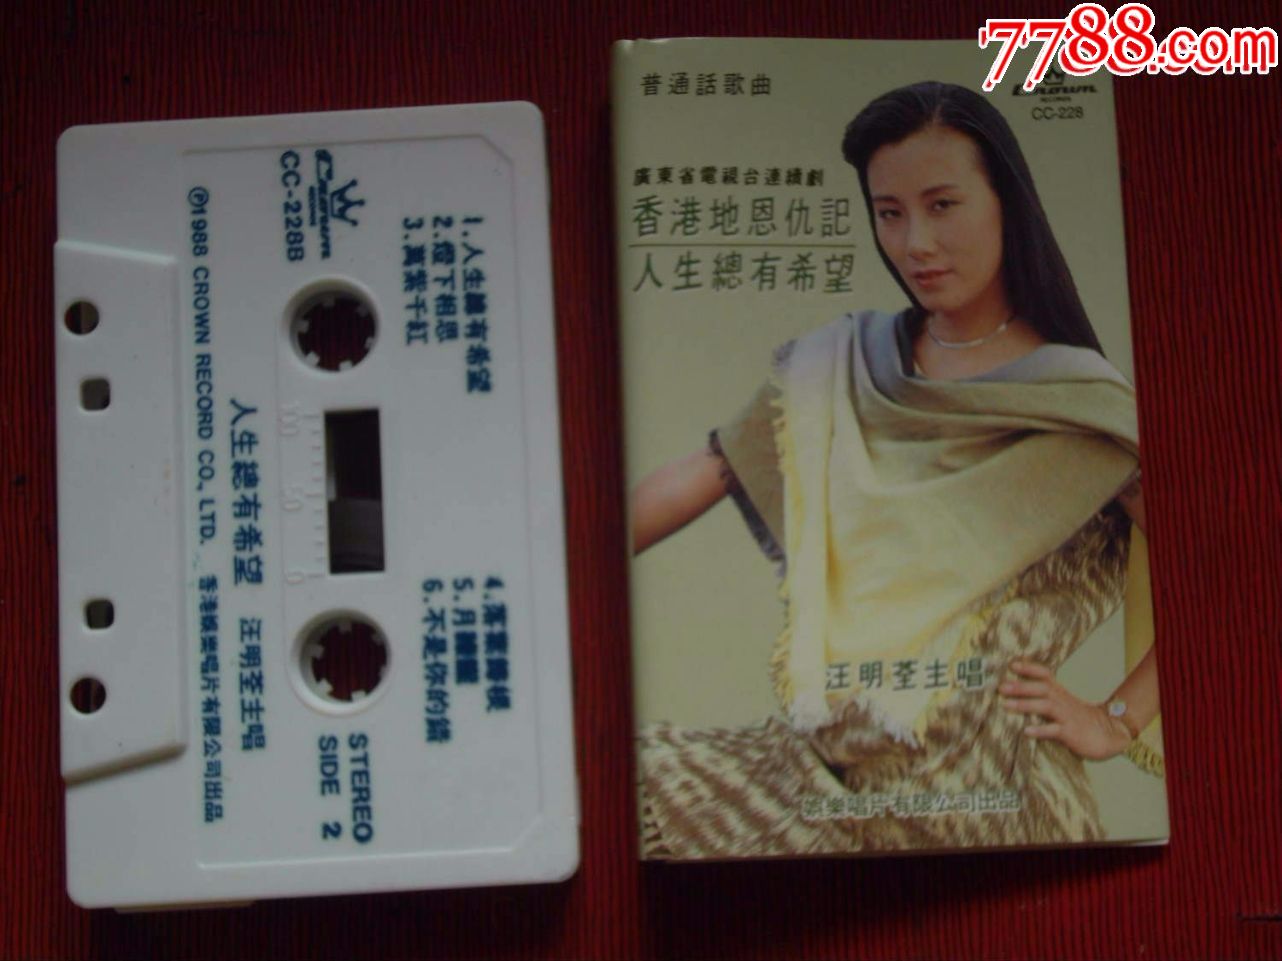 7788.com
普通話歌曲
Crown
RECORDS
CC-228
廣東省電視台連續劇
香港地恩仇記
人生總有希望
汪明荃主唱
娛樂唱片有限公司出品
Crown
RECORDS
CC-228B
1.人生總有希望
2.燈下相思
3.萬紫千紅
4.落葉歸根
5.月朦朧
6.不是你的錯
STEREO
SIDE 2
100 50 0
人生總有希望 汪明荃主唱
℗1988 CROWN RECORD CO., LTD. 香港娛樂唱片有限公司出品